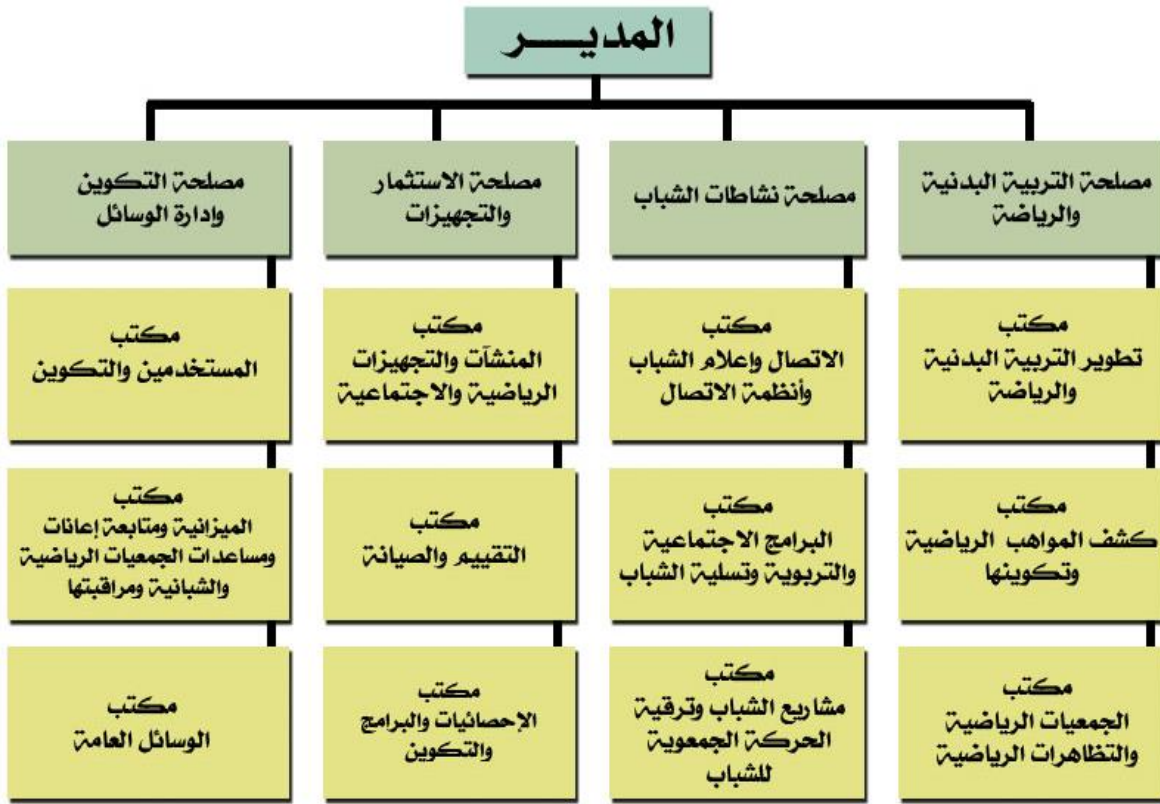 المديـــر
مصلحة التربية البدنية
والرياضة
مصلحة نشاطات الشباب
مصلحة الاستثمار
والتجهيزات
مصلحة التكوين
وإدارة الوسائل
مكتب
تطوير التربية البدنية
والرياضة
مكتب
الاتصال وإعلام الشباب
وأنظمة الاتصال
مكتب
المنشآت والتجهيزات
الرياضية والاجتماعية
مكتب
المستخدمين والتكوين
مكتب
كشف المواهب الرياضية
وتكوينها
مكتب
البرامج الاجتماعية
والتربوية وتسلية الشباب
مكتب
التقييم والصيانة
مكتب
الميزانية ومتابعة إعانات
ومساعدات الجمعيات الرياضية
والشبانية ومراقبتها
مكتب
الجمعيات الرياضية
والتظاهرات الرياضية
مكتب
مشاريع الشباب وترقية
الحركة الجمعوية
للشباب
مكتب
الإحصائيات والبرامج
والتكوين
مكتب
الوسائل العامة